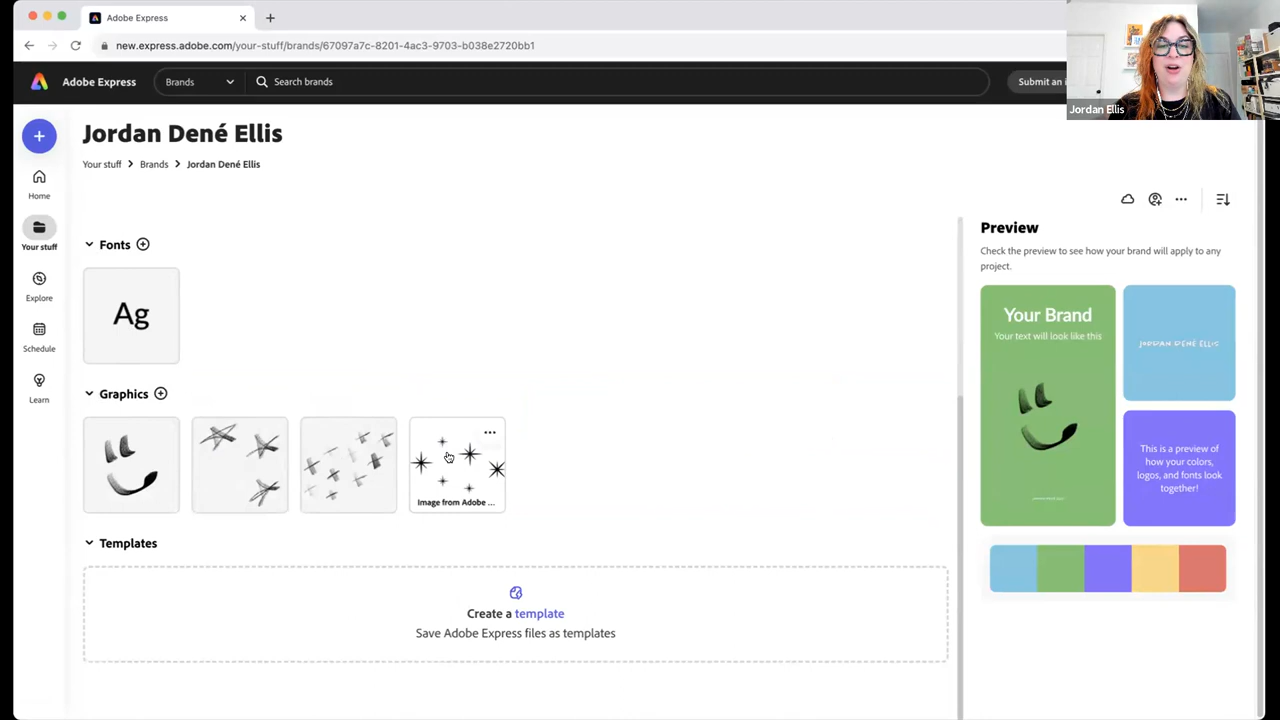 Adobe Express
new.express.adobe.com/your-stuff/brands/67097a7c-8201-4ac3-9703-b038e2720bb1
Adobe Express
Brands
Search brands
Submit an i
Jordan Ellis
Jordan Dené Ellis
Your stuff
Brands
Jordan Dené Ellis
Home
Your stuff
Explore
Schedule
Learn
Fonts
Ag
Graphics
Image from Adobe ...
Templates
Create a template
Save Adobe Express files as templates
Preview
Check the preview to see how your brand will apply to any
project.
Your Brand
Your text will look like this
JORDAN DENÉ ELLIS
This is a preview of
how your colors,
logos, and fonts look
together!